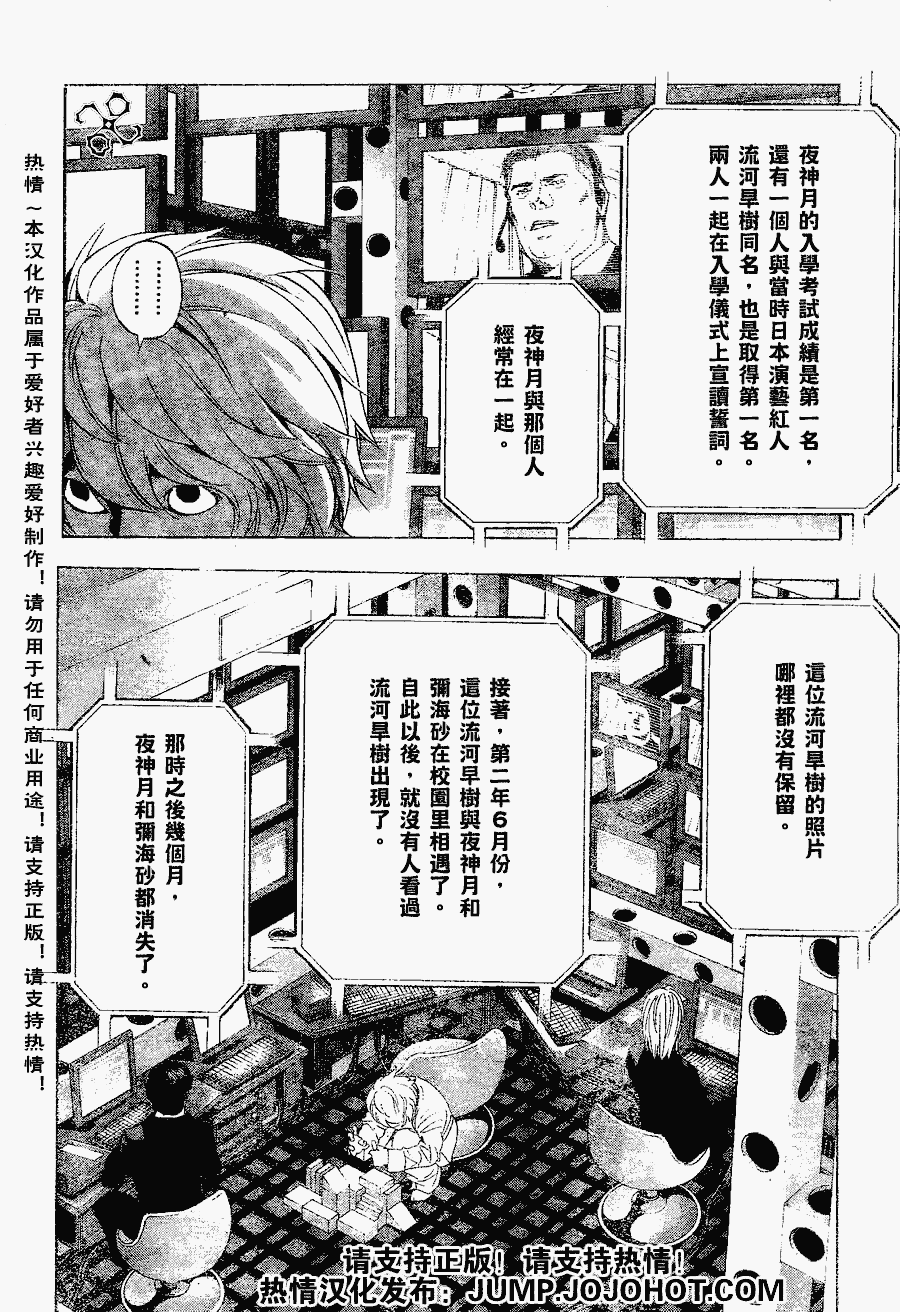 夜神月的入學考試成績是第一名，
還有一個人與當時日本演藝紅人
流河旱樹同名，也是取得第一名。
兩人一起在入學儀式上宣讀誓詞。
夜神月與那個人
經常在一起。
…………
這位流河旱樹的照片
哪裡都沒有保留。
接著，第二年6月份，
這位流河旱樹與夜神月和
彌海砂在校園里相遇了。
自此以後，就沒有人看過
流河旱樹出現了。
那時之後幾個月，
夜神月和彌海砂都消失了。
热情~本汉化作品属于爱好者兴趣爱好制作！请勿用于任何商业用途！请支持正版！请支持热情！
请支持正版！请支持热情！
热情汉化发布：JUMP.JOJOHOT.COM